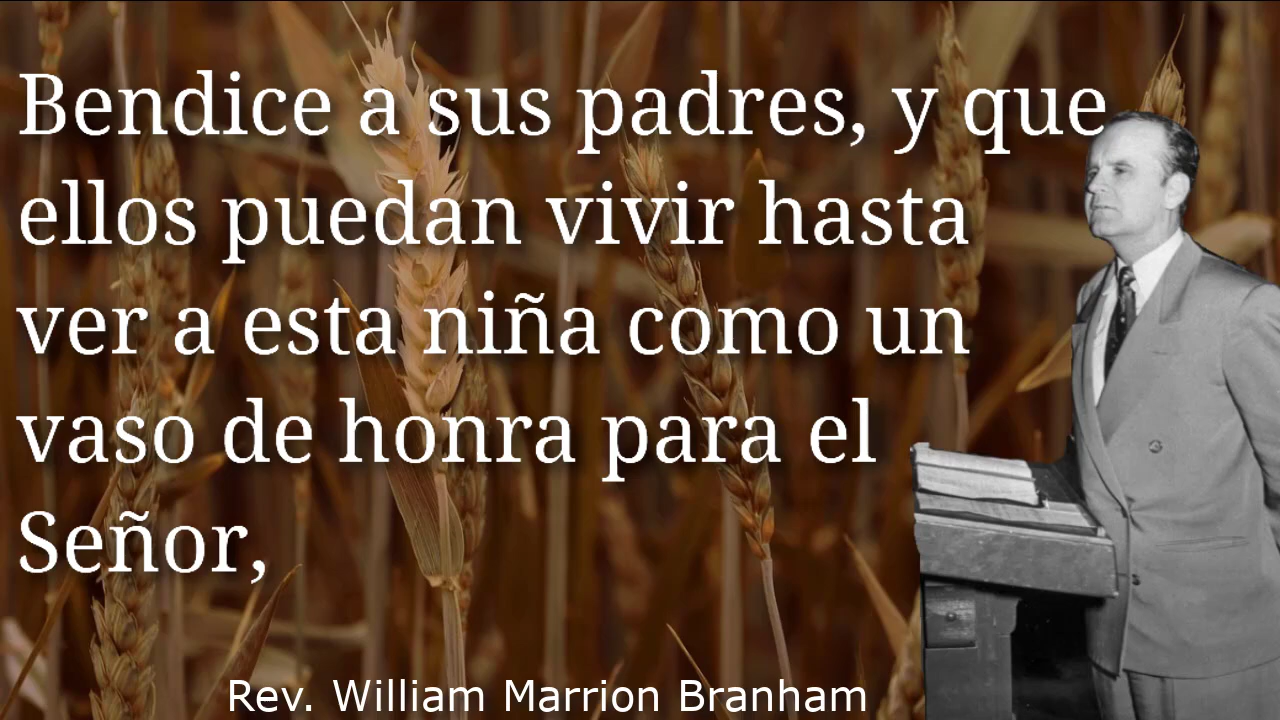 Bendice a sus padres, y que
ellos puedan vivir hasta
ver a esta niña como un
vaso de honra para el
Señor,
Rev. William Marrion Branham